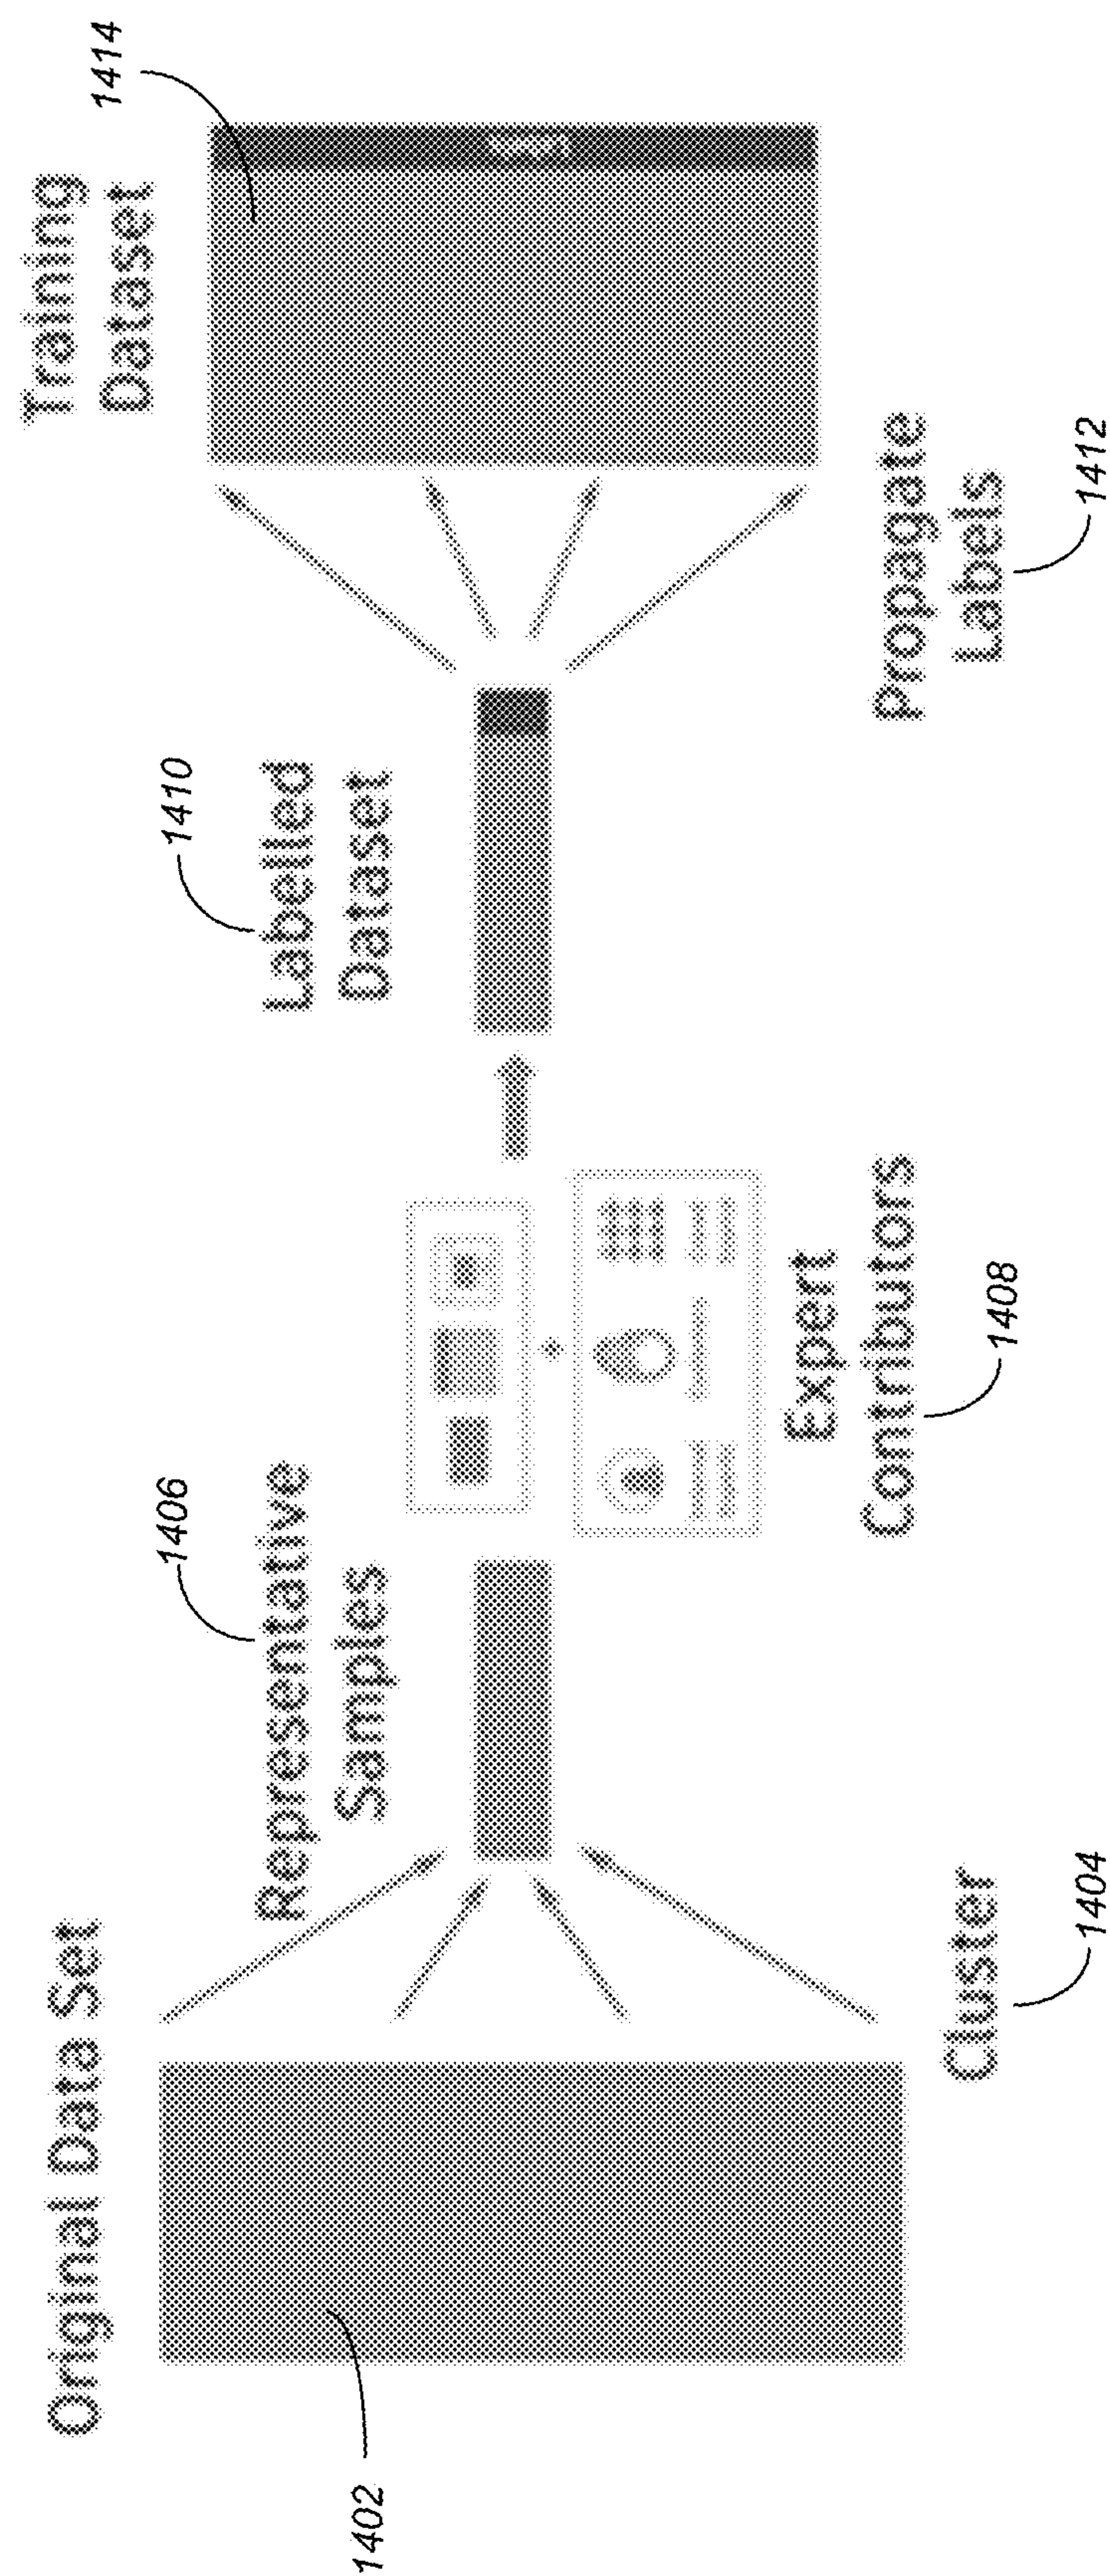 Original Data Set
1402
Cluster
1404
1406
Representative
Samples
Expert
Contributors
1408
1410
Labelled
Dataset
Propagate
Labels
1412
Training
Dataset
1414